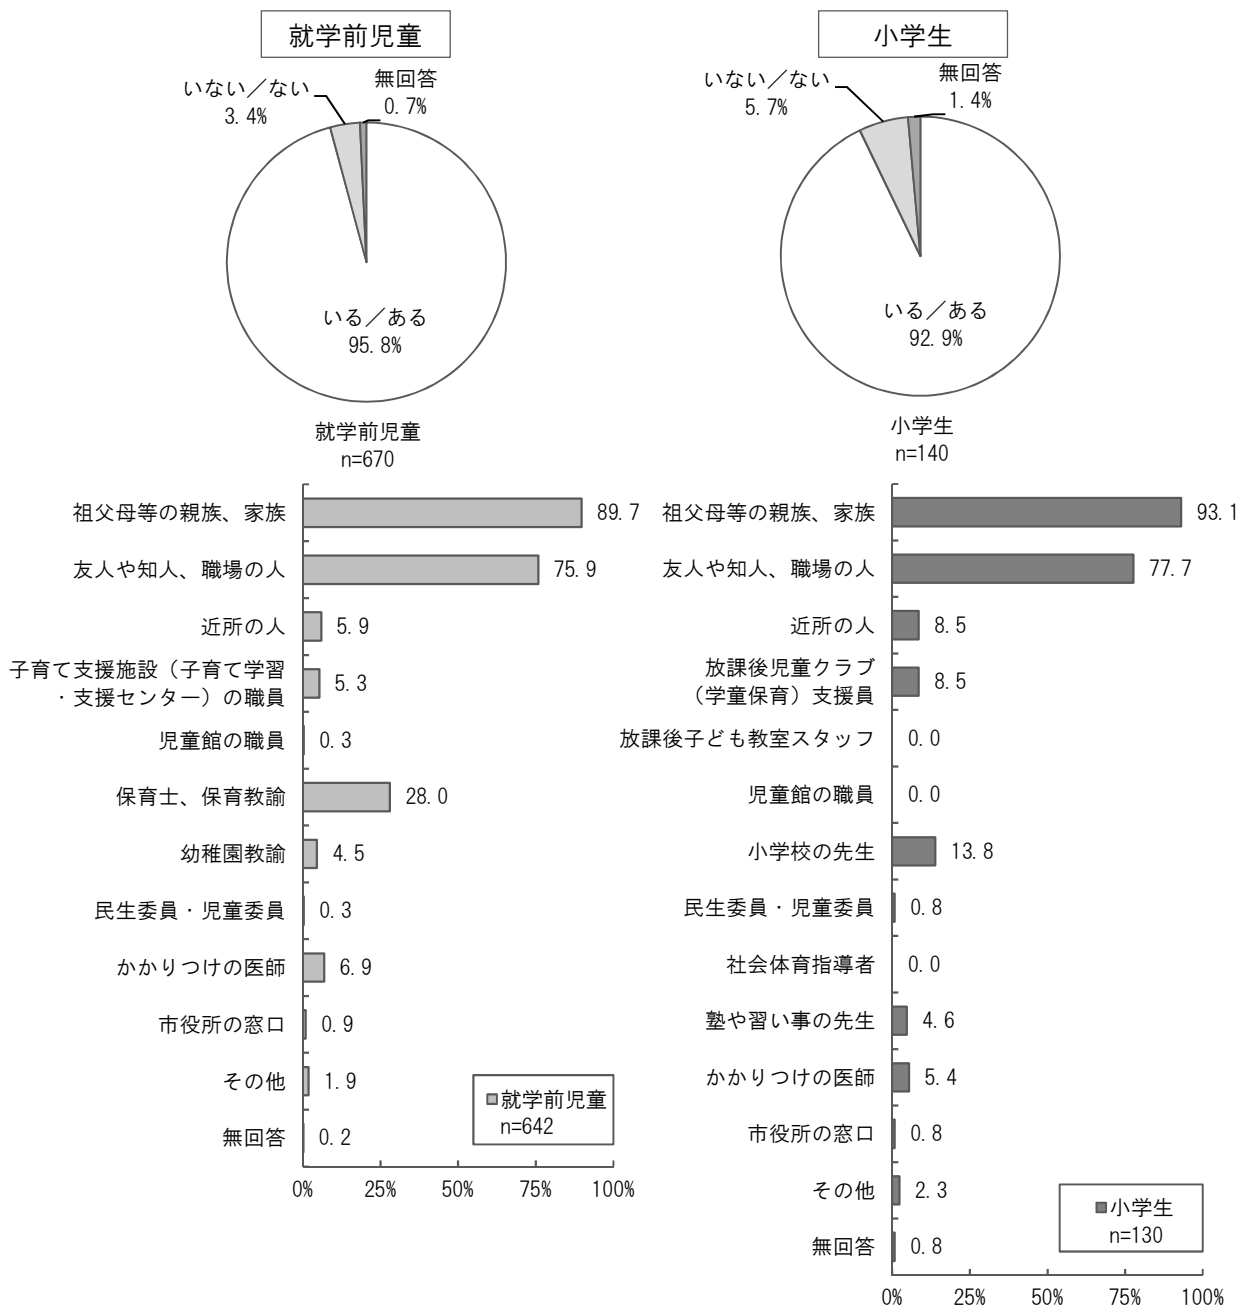 就学前児童
いない／ない
3.4%
無回答
0.7%
いる／ある
95.8%
就学前児童
n=670
小学生
いない／ない
5.7%
無回答
1.4%
いる／ある
92.9%
小学生
n=140
祖父母等の親族、家族 89.7
友人や知人、職場の人 75.9
近所の人 5.9
子育て支援施設（子育て学習
・支援センター）の職員 5.3
児童館の職員 0.3
保育士、保育教諭 28.0
幼稚園教諭 4.5
民生委員・児童委員 0.3
かかりつけの医師 6.9
市役所の窓口 0.9
その他 1.9
無回答 0.2
0% 25% 50% 75% 100%
就学前児童
n=642
祖父母等の親族、家族 93.1
友人や知人、職場の人 77.7
近所の人 8.5
放課後児童クラブ
（学童保育）支援員 8.5
放課後子ども教室スタッフ 0.0
児童館の職員 0.0
小学校の先生 13.8
民生委員・児童委員 0.8
社会体育指導者 0.0
塾や習い事の先生 4.6
かかりつけの医師 5.4
市役所の窓口 0.8
その他 2.3
無回答 0.8
0% 25% 50% 75% 100%
小学生
n=130